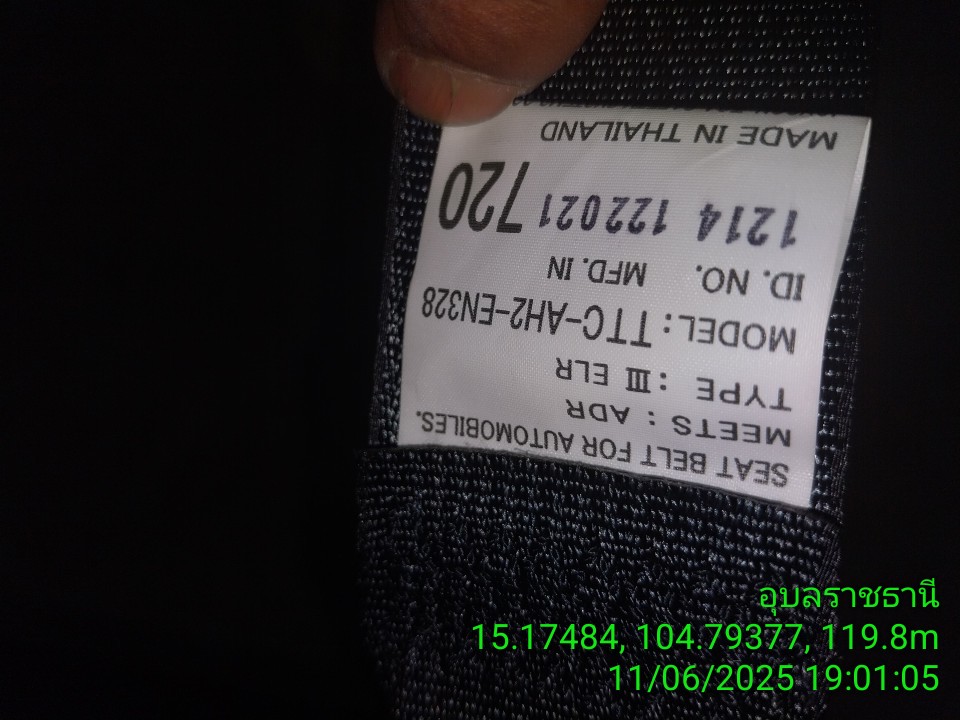 SEAT BELT FOR AUTOMOBILES.
MEETS : ADR
TYPE : Ⅲ ELR
MODEL: TTC-AH2-EN328
ID. NO. MFD. IN
1214 122021 720
MADE IN THAILAND
อุบลราชธานี
15.17484, 104.79377, 119.8m
11/06/2025 19:01:05